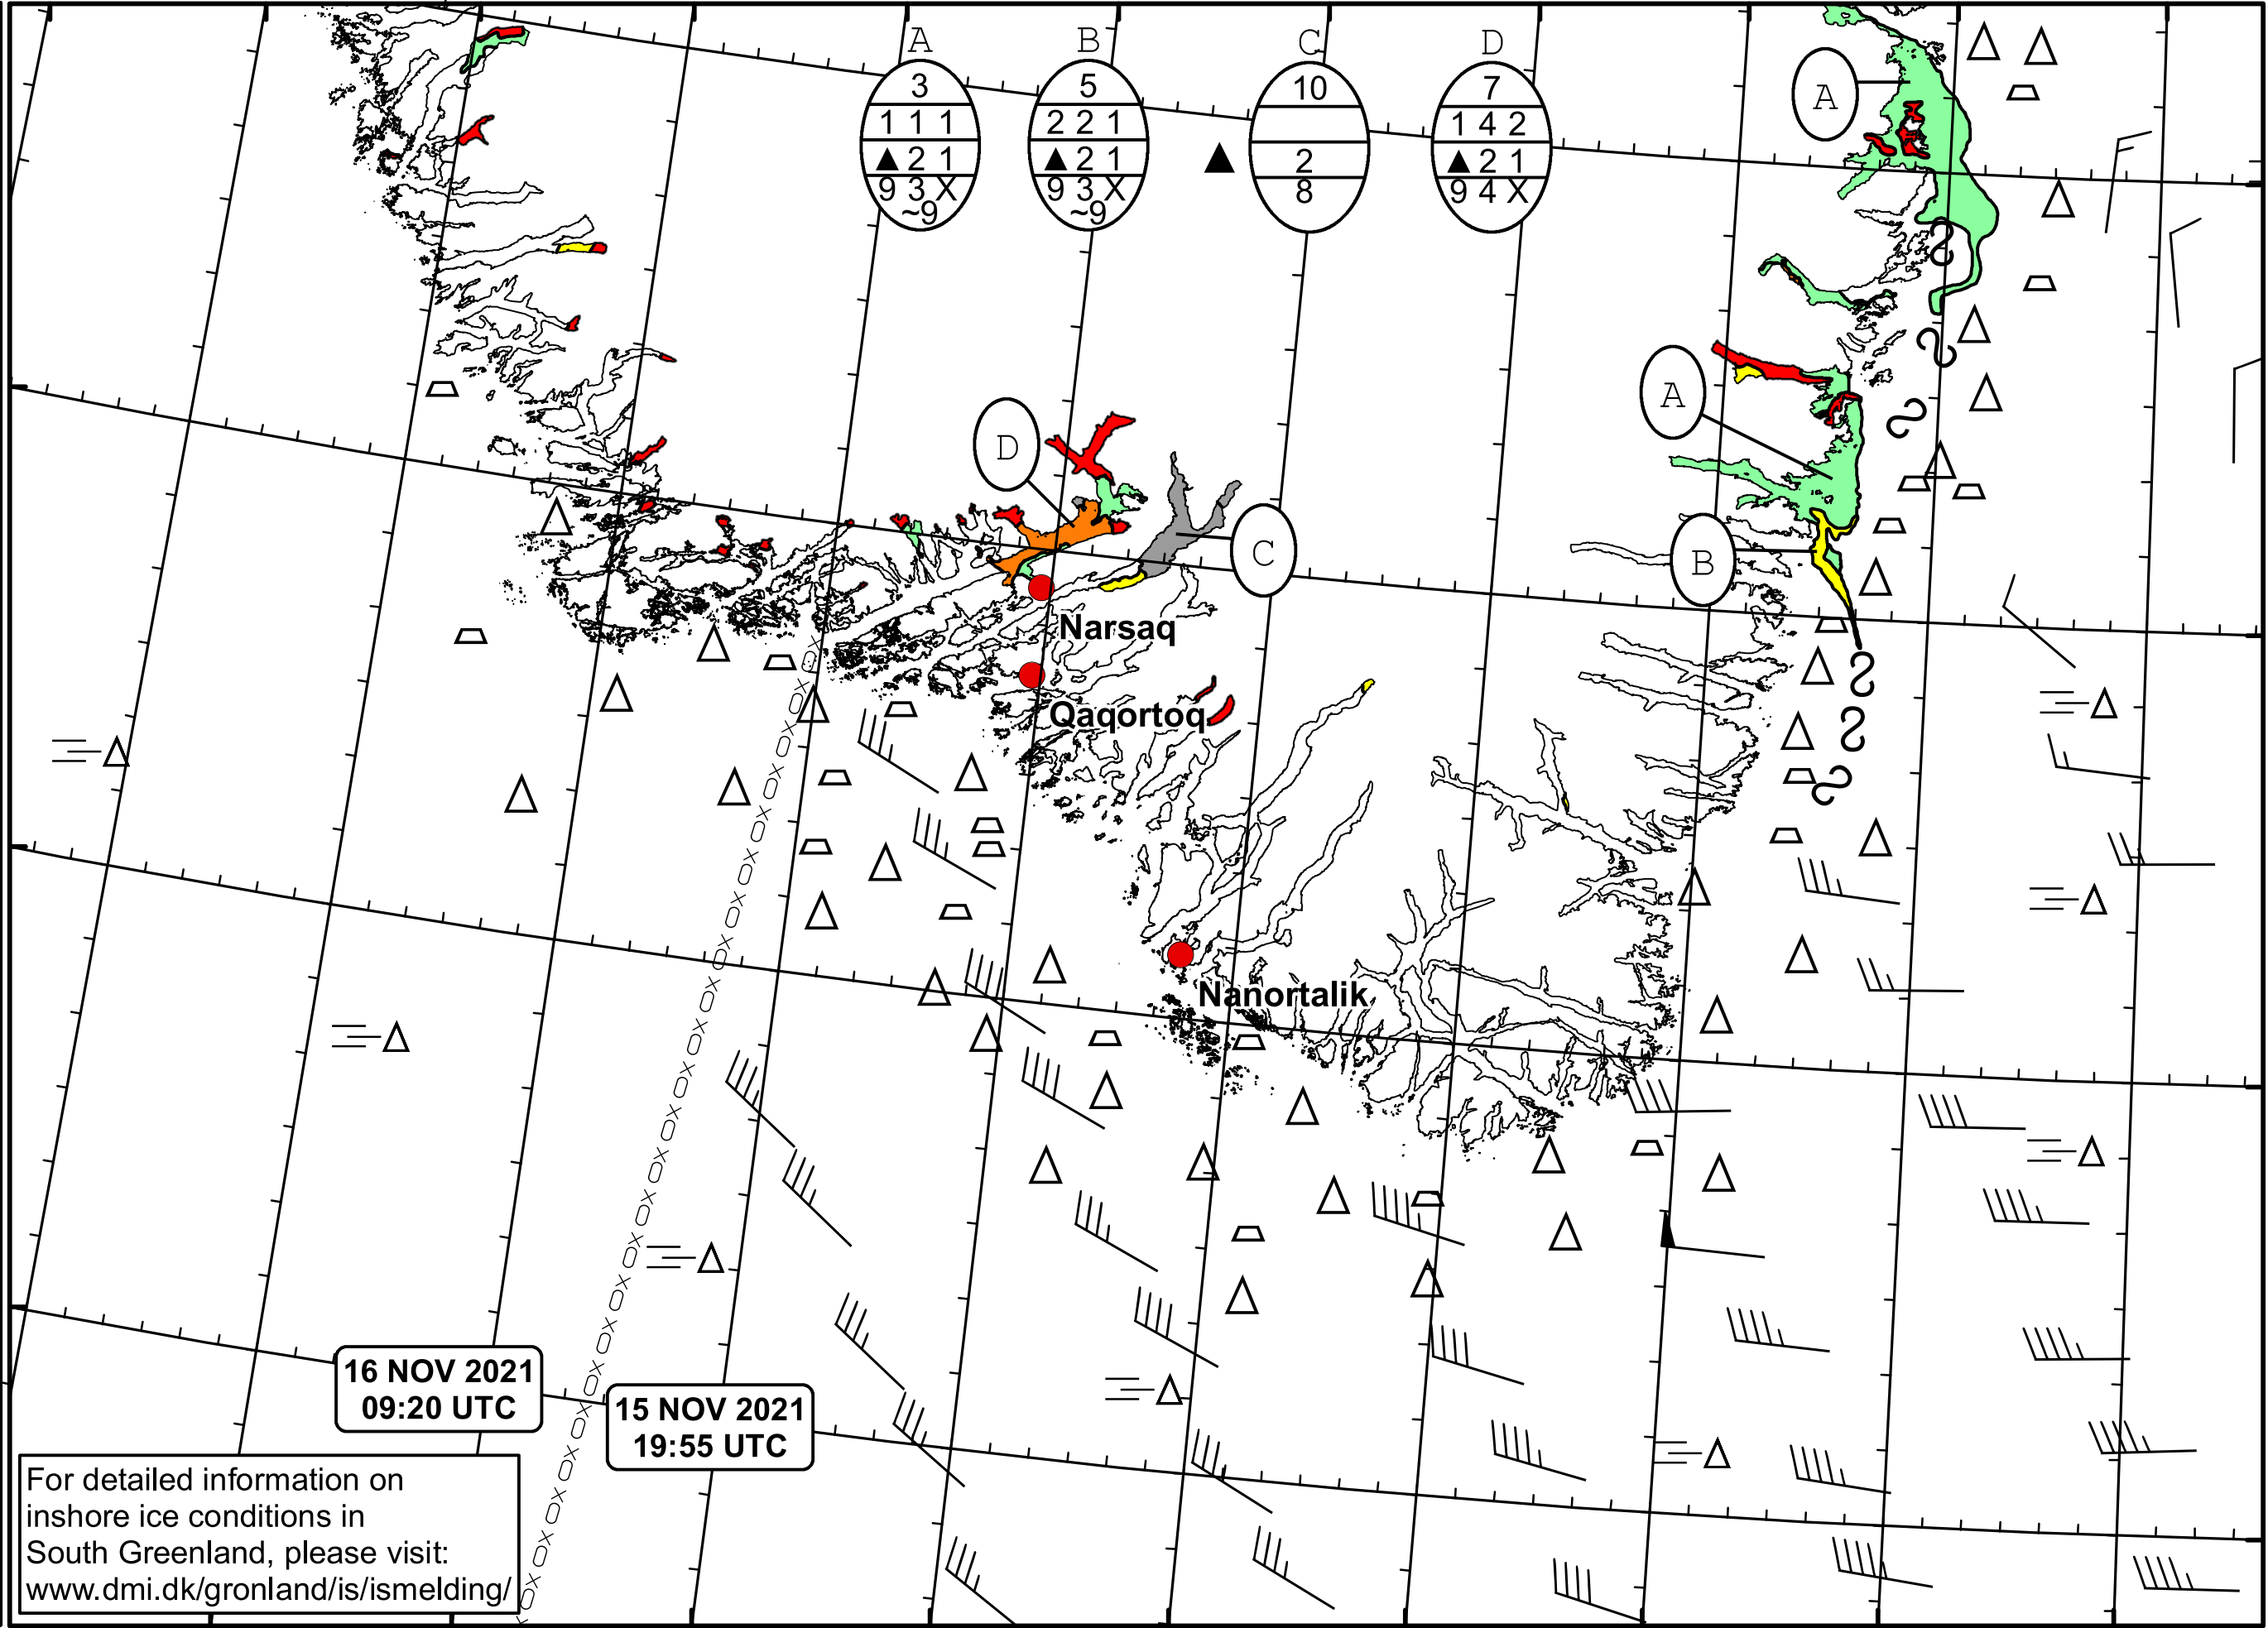 A B C D
3
1 1 1
▲ 2 1
9 3 X
~9
5
2 2 1
▲ 2 1
9 3 X
~9
▲
10
2
8
7
1 4 2
▲ 2 1
9 4 X
A
A
D
C
B
Narsaq
Qaqortoq
Nanortalik
16 NOV 2021
09:20 UTC
15 NOV 2021
19:55 UTC
For detailed information on
inshore ice conditions in
South Greenland, please visit:
www.dmi.dk/gronland/is/ismelding/